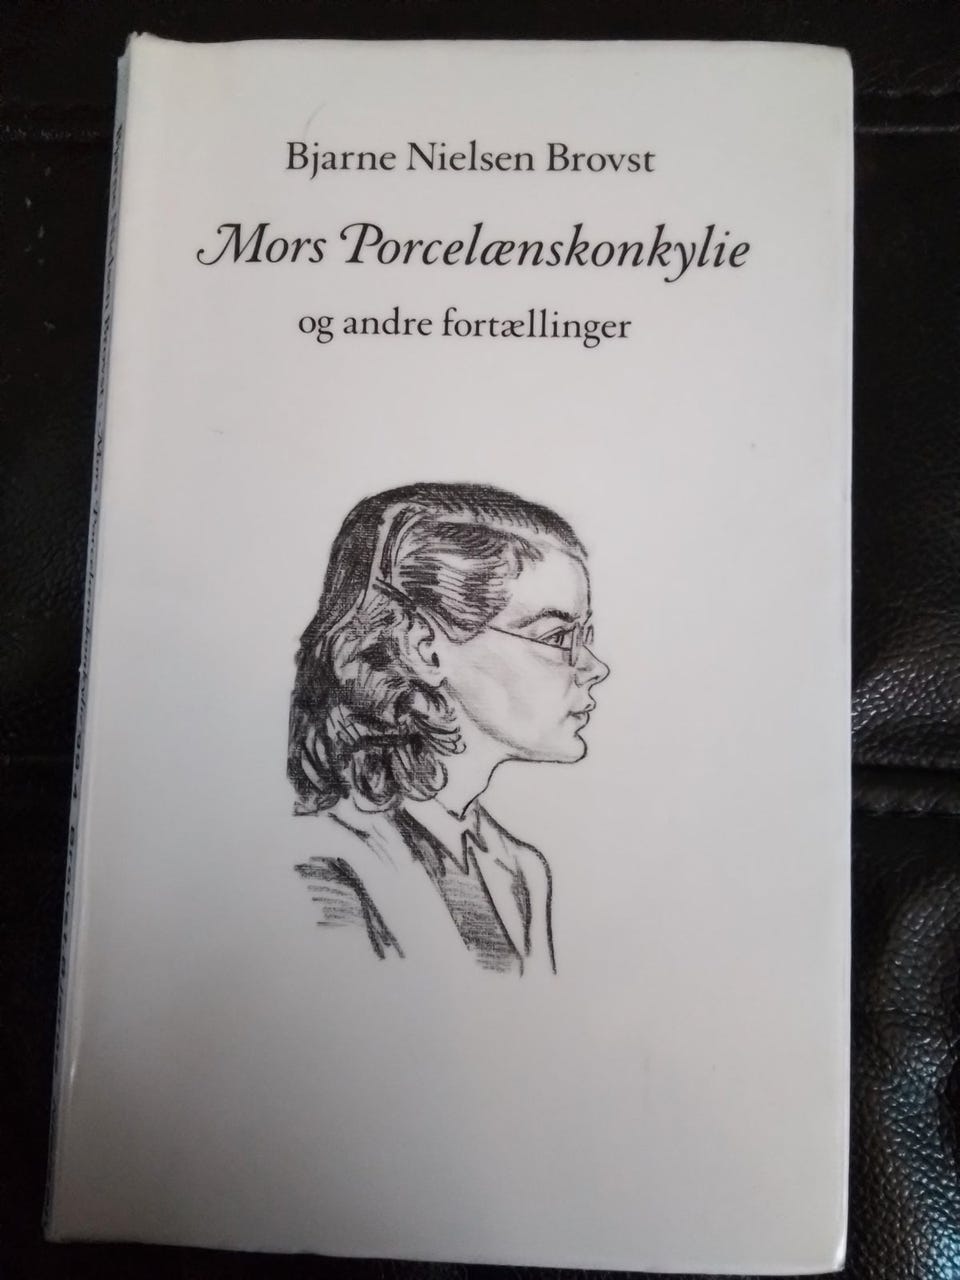 Bjarne Nielsen Brovst
Mors Porcelænskonkylie
og andre fortællinger